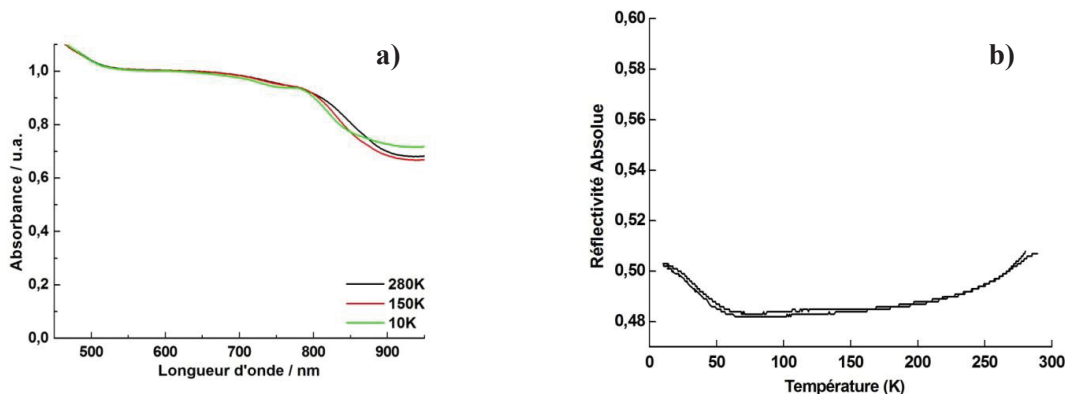 a)
Absorbance / u.a.
1,0
0,8
0,6
0,4
0,2
0,0
280K
150K
10K
500 600 700 800 900
Longueur d'onde / nm
b)
Réflectivité Absolue
0,60
0,58
0,56
0,54
0,52
0,50
0,48
0 50 100 150 200 250 300
Température (K)